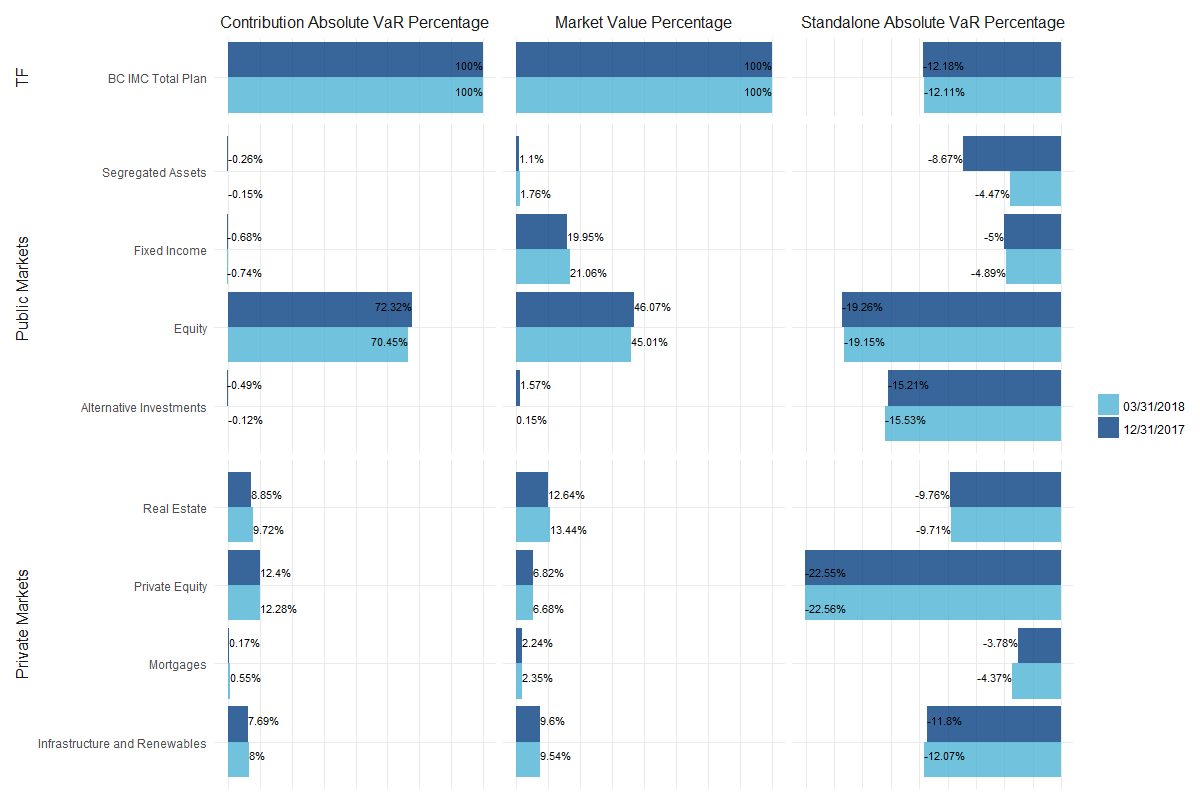 Contribution Absolute VaR Percentage Market Value Percentage Standalone Absolute VaR Percentage
TF
BC IMC Total Plan
100% 100% -12.18%
100% 100% -12.11%
Public Markets
Segregated Assets
-0.26% 1.1% -8.67%
-0.15% 1.76% -4.47%
Fixed Income
-0.68% 19.95% -5%
-0.74% 21.06% -4.89%
Equity
72.32% 46.07% -19.26%
70.45% 45.01% -19.15%
Alternative Investments
-0.49% 1.57% -15.21%
-0.12% 0.15% -15.53%
Private Markets
Real Estate
8.85% 12.64% -9.76%
9.72% 13.44% -9.71%
Private Equity
12.4% 6.82% -22.55%
12.28% 6.68% -22.56%
Mortgages
0.17% 2.24% -3.78%
0.55% 2.35% -4.37%
Infrastructure and Renewables
7.69% 9.6% -11.8%
8% 9.54% -12.07%
03/31/2018
12/31/2017